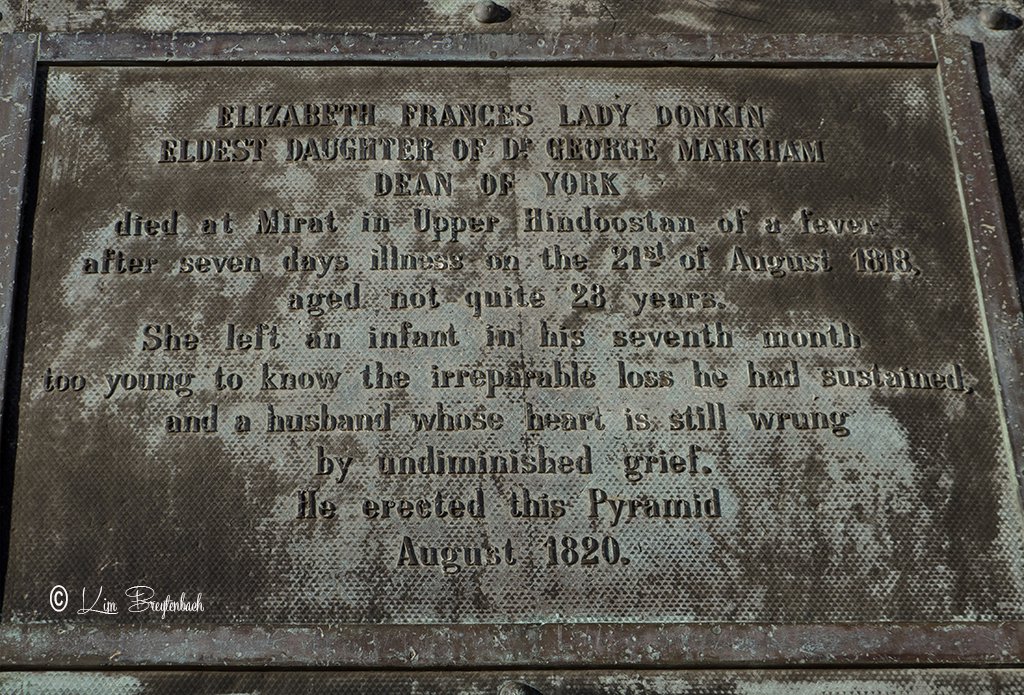 ELIZABETH FRANCES LADY DONKIN
ELDEST DAUGHTER OF Dr GEORGE MARKHAM
DEAN OF YORK
died at Mirat in Upper Hindoostan of a fever
after seven days illness on the 21st of August 1818,
aged not quite 28 years.
She left an infant in his seventh month
too young to know the irreparable loss he had sustained,
and a husband whose heart is still wrung
by undiminished grief.
He erected this Pyramid
August 1820.
© Kim Breytenbach